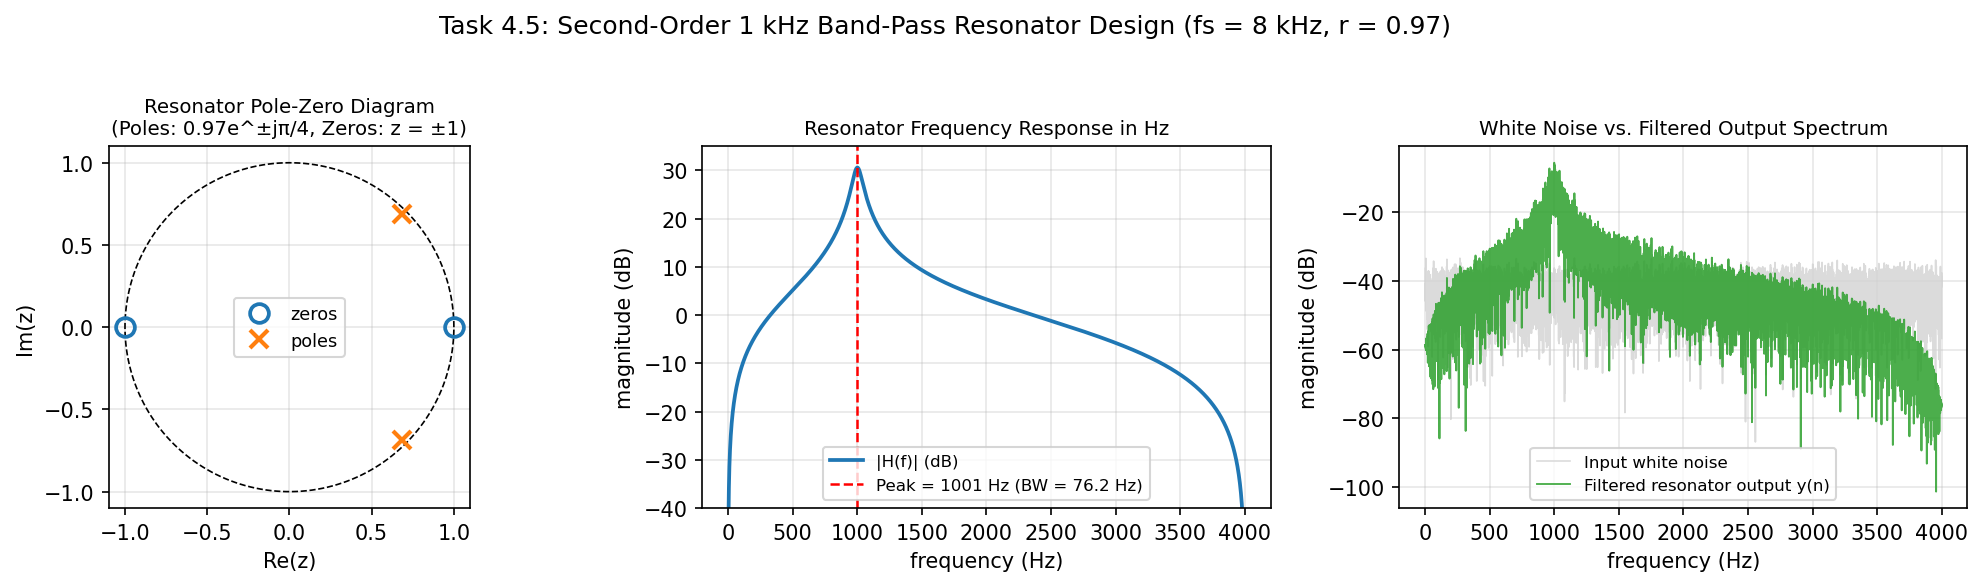 Task 4.5: Second-Order 1 kHz Band-Pass Resonator Design (fs = 8 kHz, r = 0.97)
Resonator Pole-Zero Diagram
(Poles: 0.97e^±jπ/4, Zeros: z = ±1)
1.0
0.5
0.0
−0.5
−1.0
Im(z)
zeros
poles
−1.0 −0.5 0.0 0.5 1.0
Re(z)
Resonator Frequency Response in Hz
30
20
10
0
−10
−20
−30
−40
magnitude (dB)
|H(f)| (dB)
Peak = 1001 Hz (BW = 76.2 Hz)
0 500 1000 1500 2000 2500 3000 3500 4000
frequency (Hz)
White Noise vs. Filtered Output Spectrum
−20
−40
−60
−80
−100
magnitude (dB)
Input white noise
Filtered resonator output y(n)
0 500 1000 1500 2000 2500 3000 3500 4000
frequency (Hz)